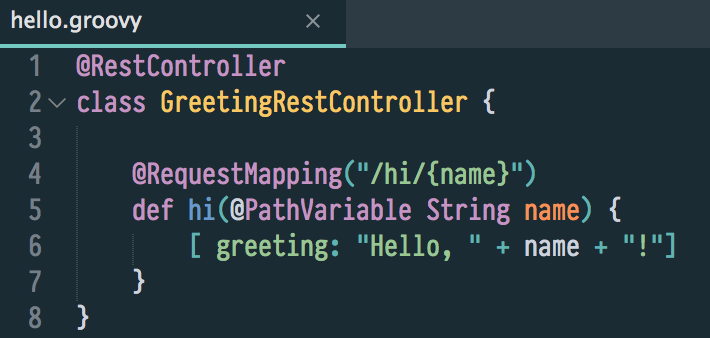 hello.groovy ×
1 @RestController
2 class GreetingRestController {
3
4     @RequestMapping("/hi/{name}")
5     def hi(@PathVariable String name) {
6         [ greeting: "Hello, " + name + "!"]
7     }
8 }